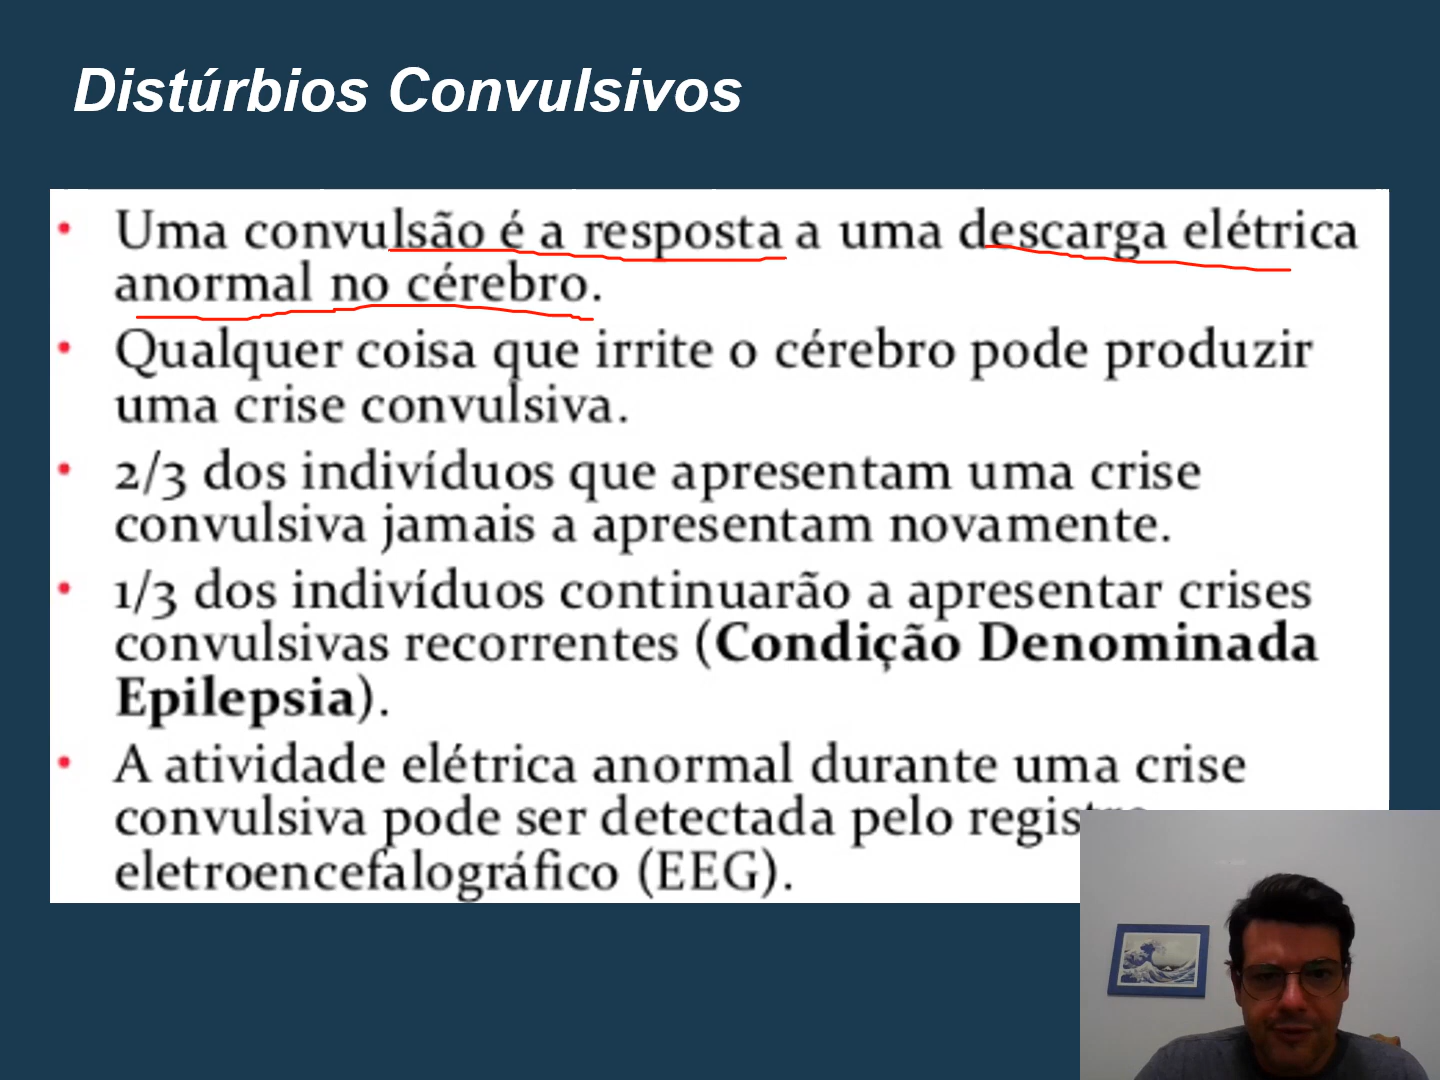 Distúrbios Convulsivos
• Uma convulsão é a resposta a uma descarga elétrica
anormal no cérebro.
• Qualquer coisa que irrite o cérebro pode produzir
uma crise convulsiva.
• 2/3 dos indivíduos que apresentam uma crise
convulsiva jamais a apresentam novamente.
• 1/3 dos indivíduos continuarão a apresentar crises
convulsivas recorrentes (Condição Denominada
Epilepsia).
• A atividade elétrica anormal durante uma crise
convulsiva pode ser detectada pelo registro
eletroencefalográfico (EEG).